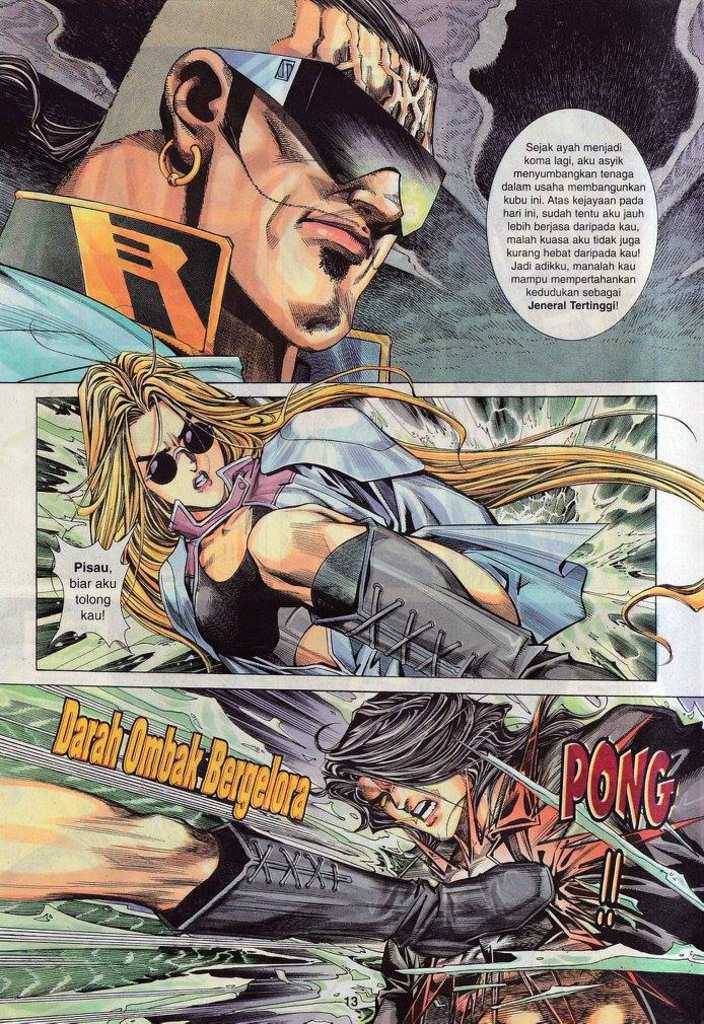 Sejak ayah menjadi
koma lagi, aku asyik
menyumbangkan tenaga
dalam usaha membangunkan
kubu ini. Atas kejayaan pada
hari ini, sudah tentu aku jauh
lebih berjasa daripada kau,
malah kuasa aku tidak juga
kurang hebat daripada kau!
Jadi adikku, manalah kau
mampu mempertahankan
kedudukan sebagai
Jeneral Tertinggi!
R
Pisau,
biar aku
tolong
kau!
Darah Ombak Bergelora
PONG
!!
13